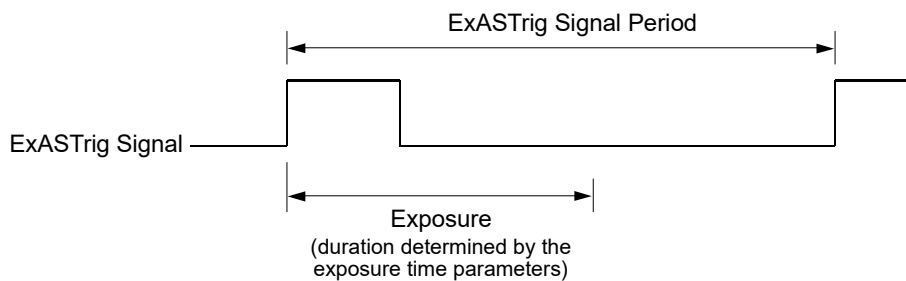 ExASTrig Signal Period
ExASTrig Signal
Exposure
(duration determined by the
exposure time parameters)